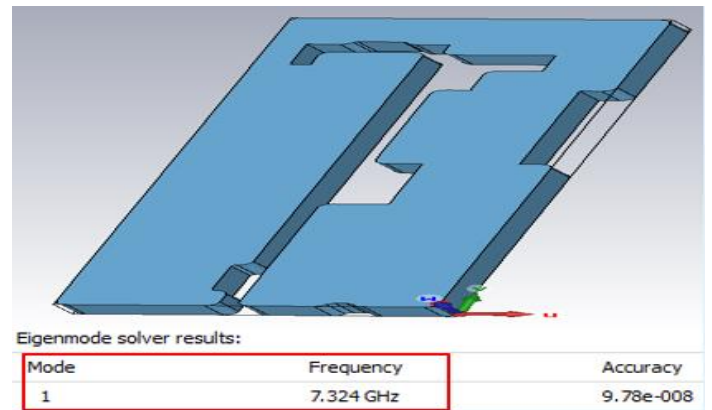 u
Eigenmode solver results:
Mode Frequency Accuracy
1 7.324 GHz 9.78e-008